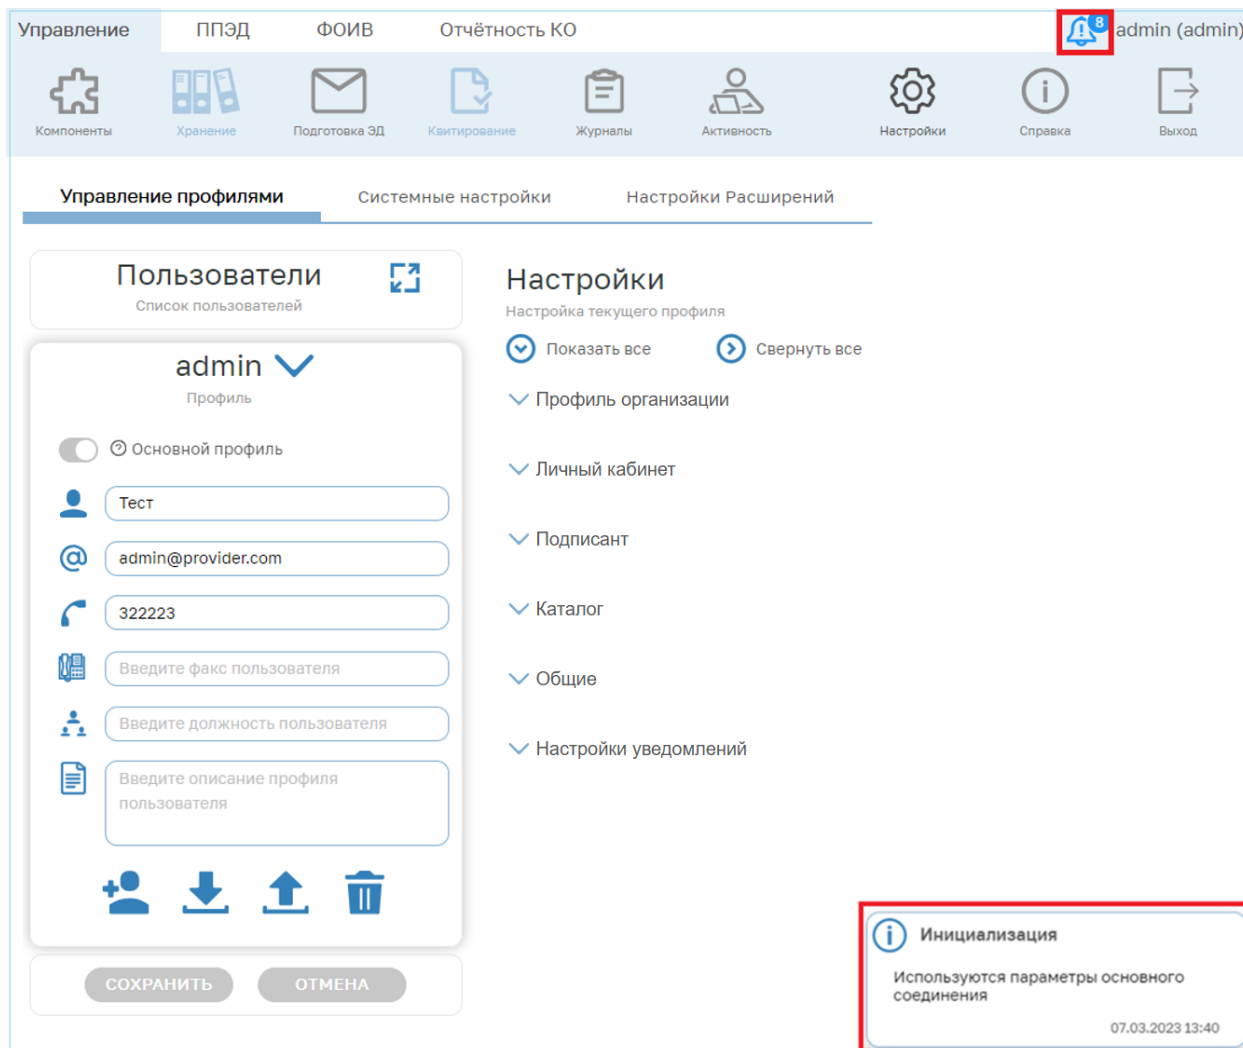 Управление ППЭД ФОИВ Отчётность КО 8 admin (admin)
Компоненты Хранение Подготовка ЭД Квитирование Журналы Активность Настройки Справка Выход
Управление профилями Системные настройки Настройки Расширений
Пользователи
Список пользователей
admin
Профиль
Основной профиль
Тест
admin@provider.com
322223
Введите факс пользователя
Введите должность пользователя
Введите описание профиля
пользователя
СОХРАНИТЬ ОТМЕНА
Настройки
Настройка текущего профиля
Показать все Свернуть все
Профиль организации
Личный кабинет
Подписант
Каталог
Общие
Настройки уведомлений
Инициализация
Используются параметры основного
соединения
07.03.2023 13:40